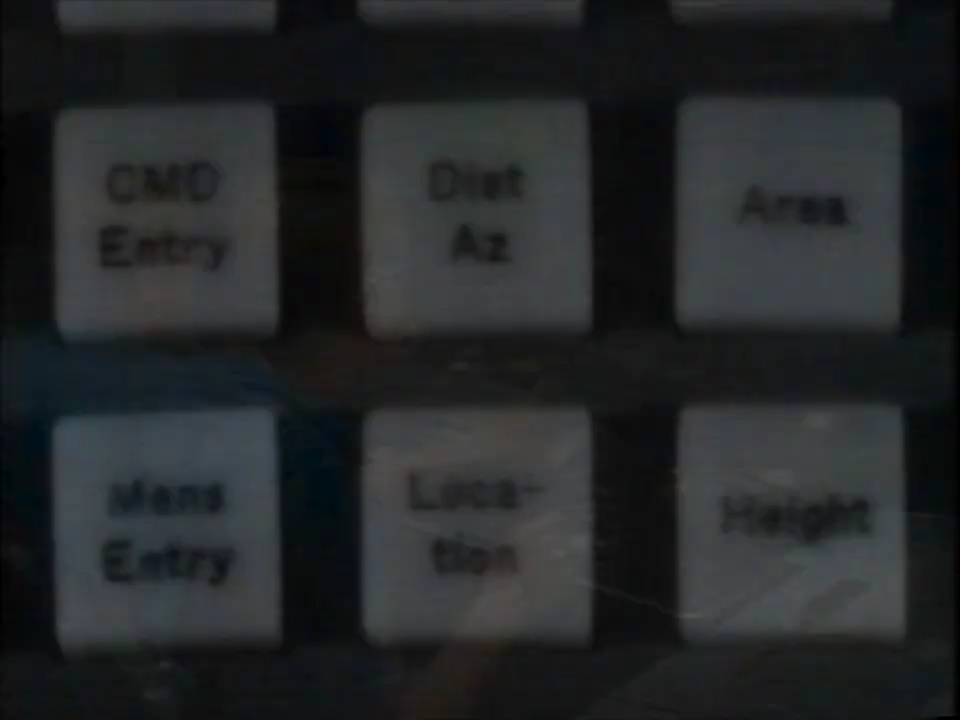 CMD
Entry
Dist
Az
Area
Mens
Entry
Loca-
tion
Height